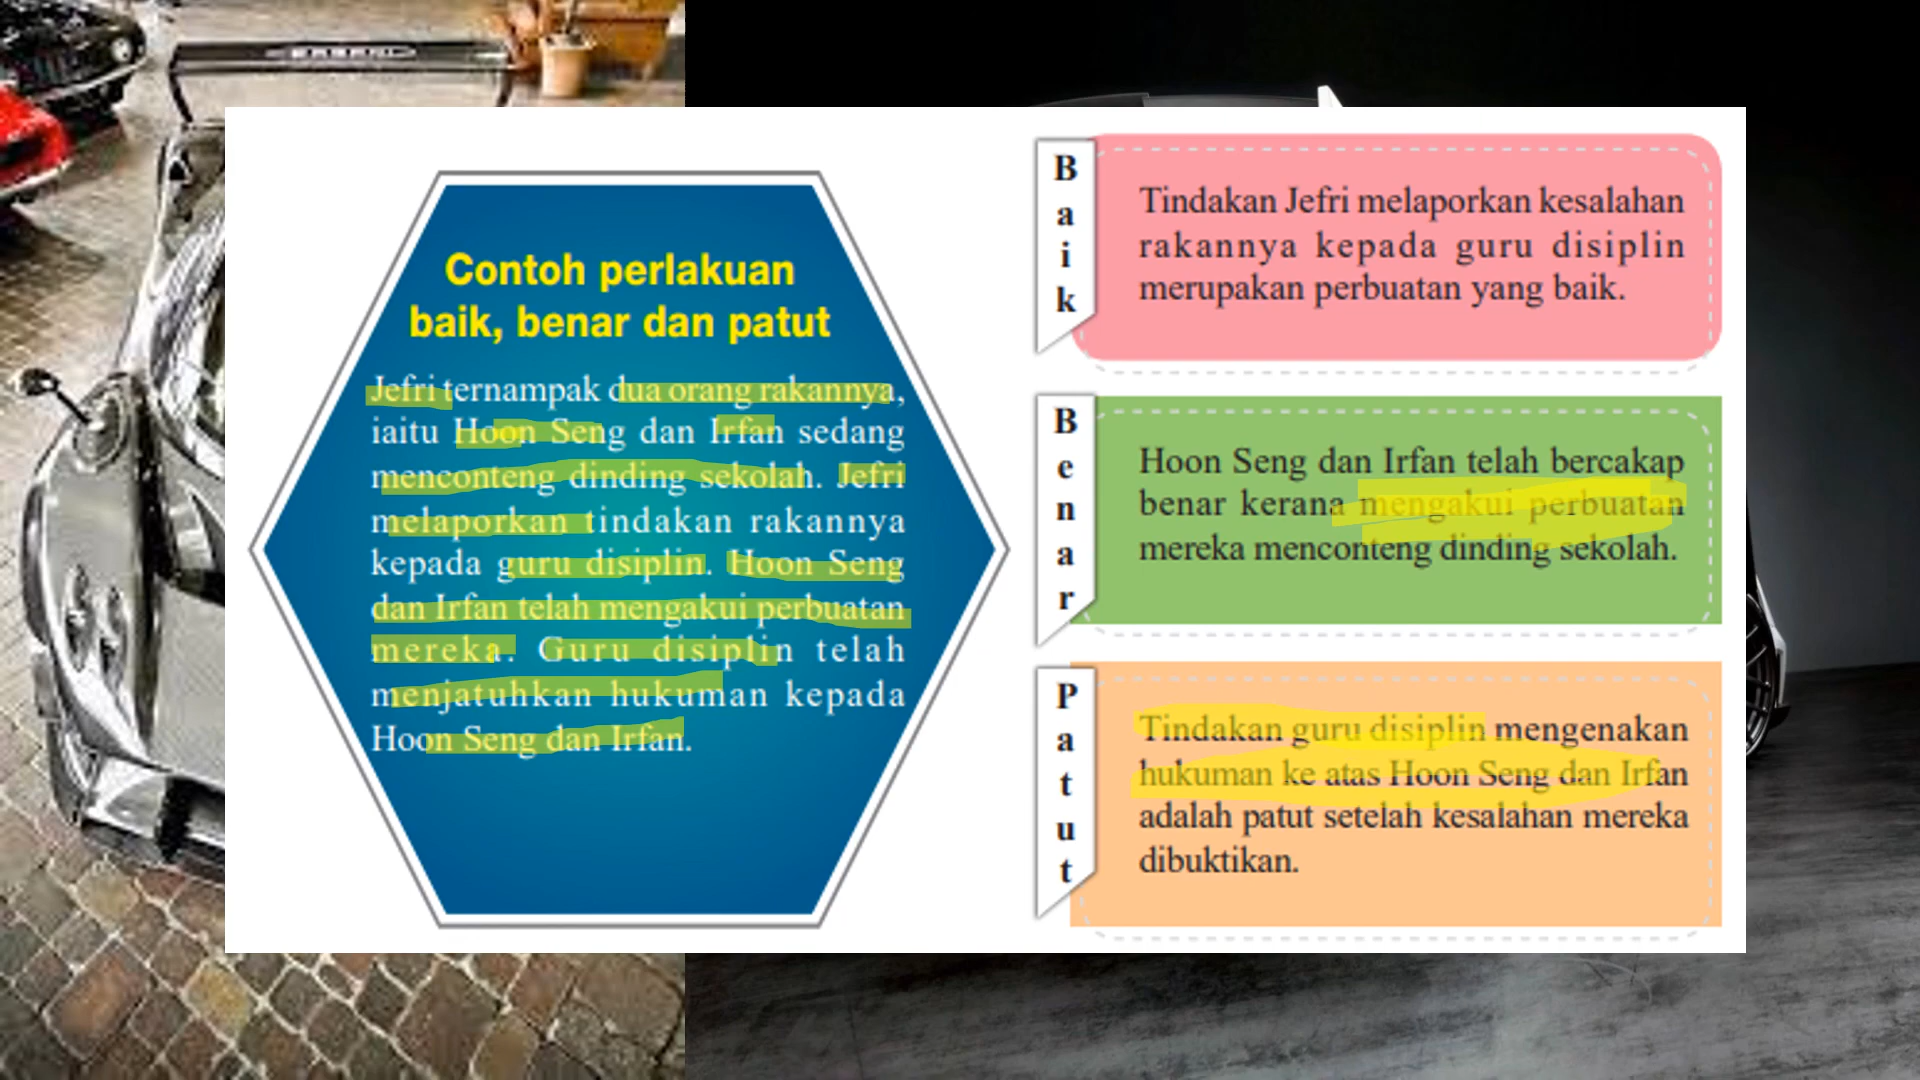 Contoh perlakuan
baik, benar dan patut
Jefri ternampak dua orang rakannya,
iaitu Hoon Seng dan Irfan sedang
menconteng dinding sekolah. Jefri
melaporkan tindakan rakannya
kepada guru disiplin. Hoon Seng
dan Irfan telah mengakui perbuatan
mereka. Guru disiplin telah
menjatuhkan hukuman kepada
Hoon Seng dan Irfan.
Baik
Tindakan Jefri melaporkan kesalahan
rakannya kepada guru disiplin
merupakan perbuatan yang baik.
Benar
Hoon Seng dan Irfan telah bercakap
benar kerana mengakui perbuatan
mereka menconteng dinding sekolah.
Patut
Tindakan guru disiplin mengenakan
hukuman ke atas Hoon Seng dan Irfan
adalah patut setelah kesalahan mereka
dibuktikan.